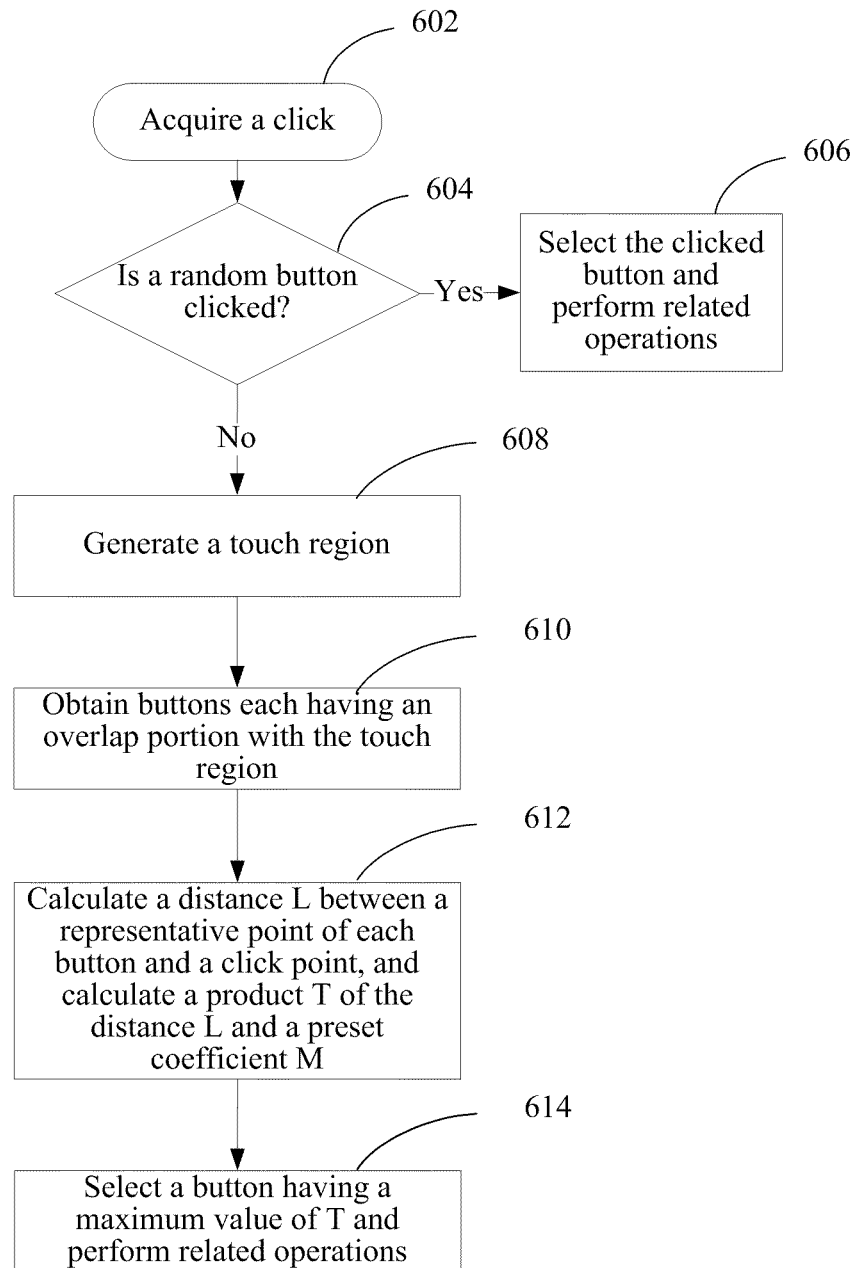 602
Acquire a click
604
606
Is a random button
clicked?
Yes
Select the clicked
button and
perform related
operations
No
608
Generate a touch region
610
Obtain buttons each having an
overlap portion with the touch
region
612
Calculate a distance L between a
representative point of each
button and a click point, and
calculate a product T of the
distance L and a preset
coefficient M
614
Select a button having a
maximum value of T and
perform related operations